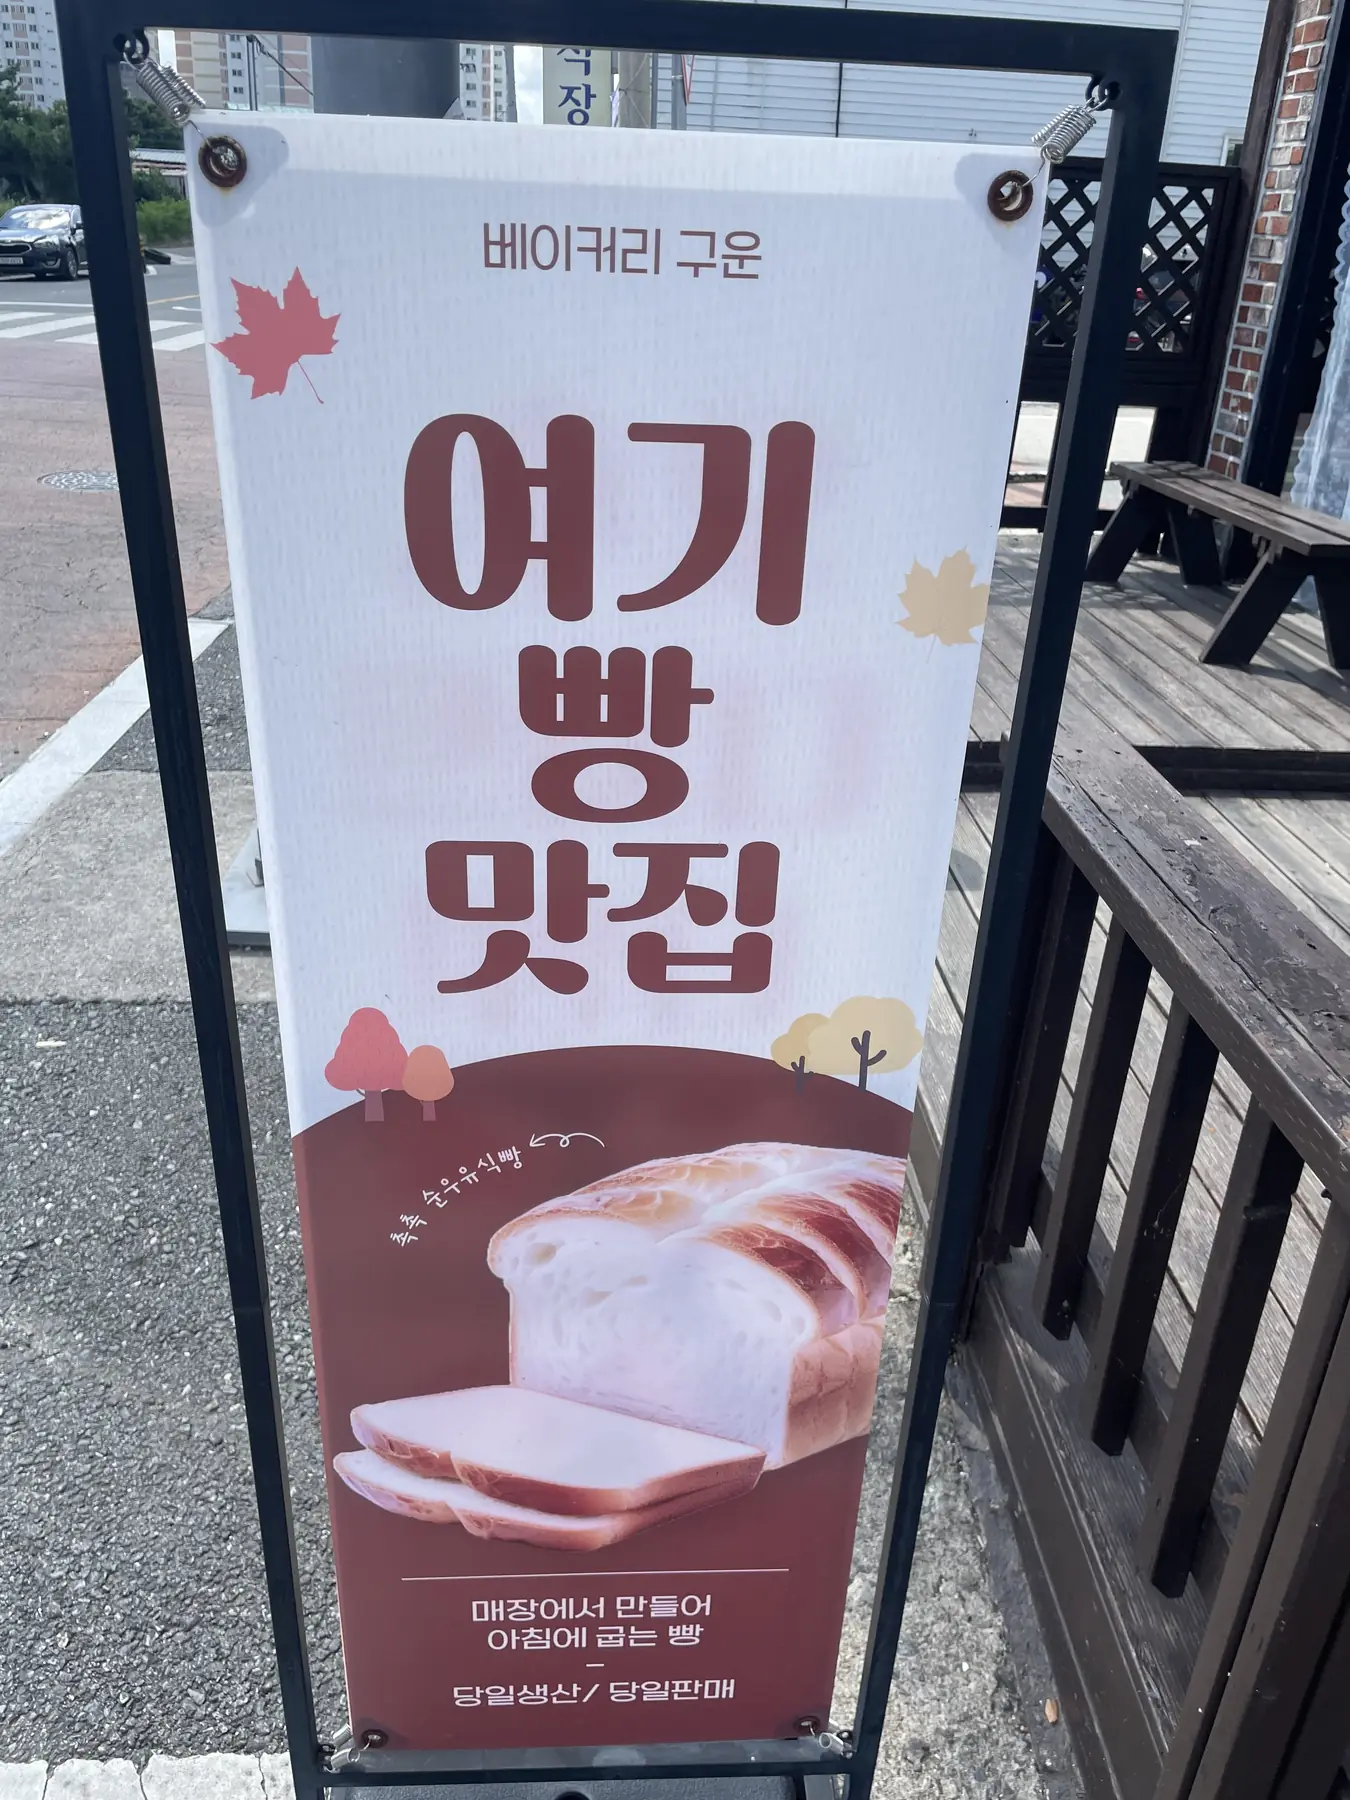 식장
베이커리 구운
여기
빵
맛집
촉촉 순우유식빵
매장에서 만들어
아침에 굽는 빵
–
당일생산/ 당일판매